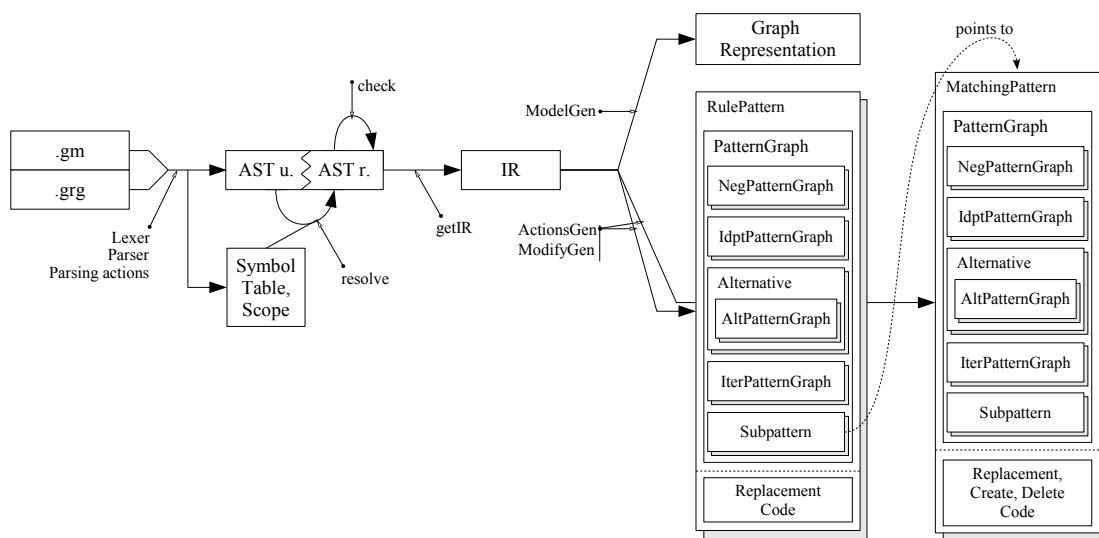 .gm
.grg
Lexer
Parser
Parsing actions
Symbol
Table,
Scope
AST u.
AST r.
check
resolve
getIR
IR
ModelGen
ActionsGen
ModifyGen
Graph
Representation
RulePattern
PatternGraph
NegPatternGraph
IdptPatternGraph
Alternative
AltPatternGraph
IterPatternGraph
Subpattern
Replacement
Code
points to
MatchingPattern
PatternGraph
NegPatternGraph
IdptPatternGraph
Alternative
AltPatternGraph
IterPatternGraph
Subpattern
Replacement,
Create, Delete
Code